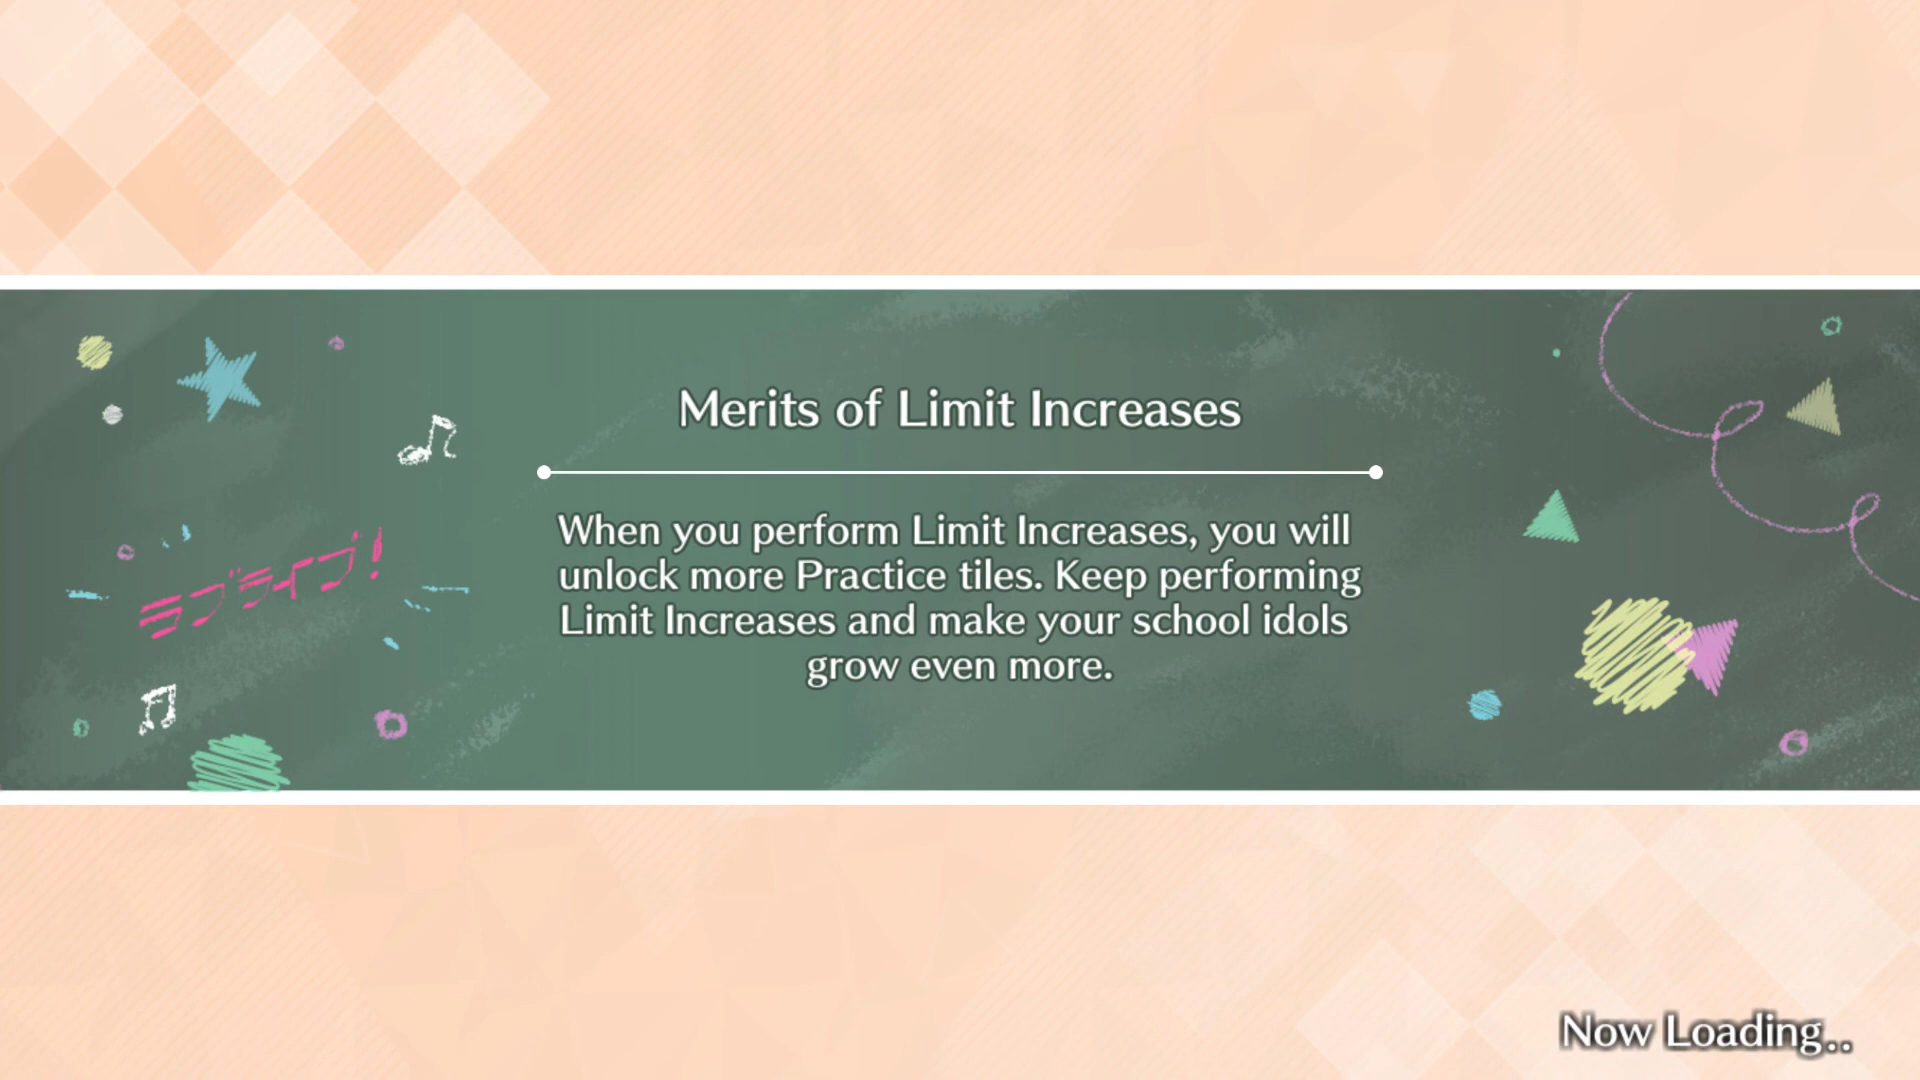 Merits of Limit Increases
When you perform Limit Increases, you will
unlock more Practice tiles. Keep performing
Limit Increases and make your school idols
grow even more.
ラブライブ!
Now Loading..